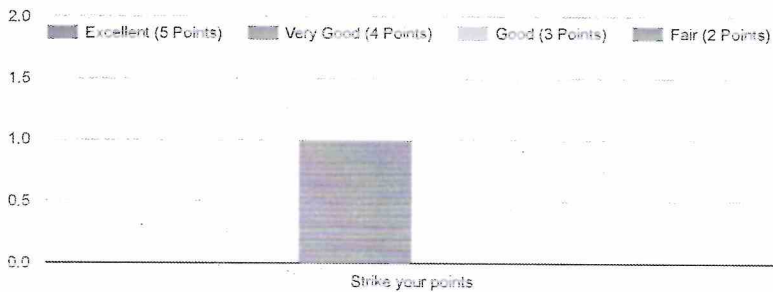 2.0
Excellent (5 Points) Very Good (4 Points) Good (3 Points) Fair (2 Points)
1.5
1.0
0.5
0.0
Strike your points